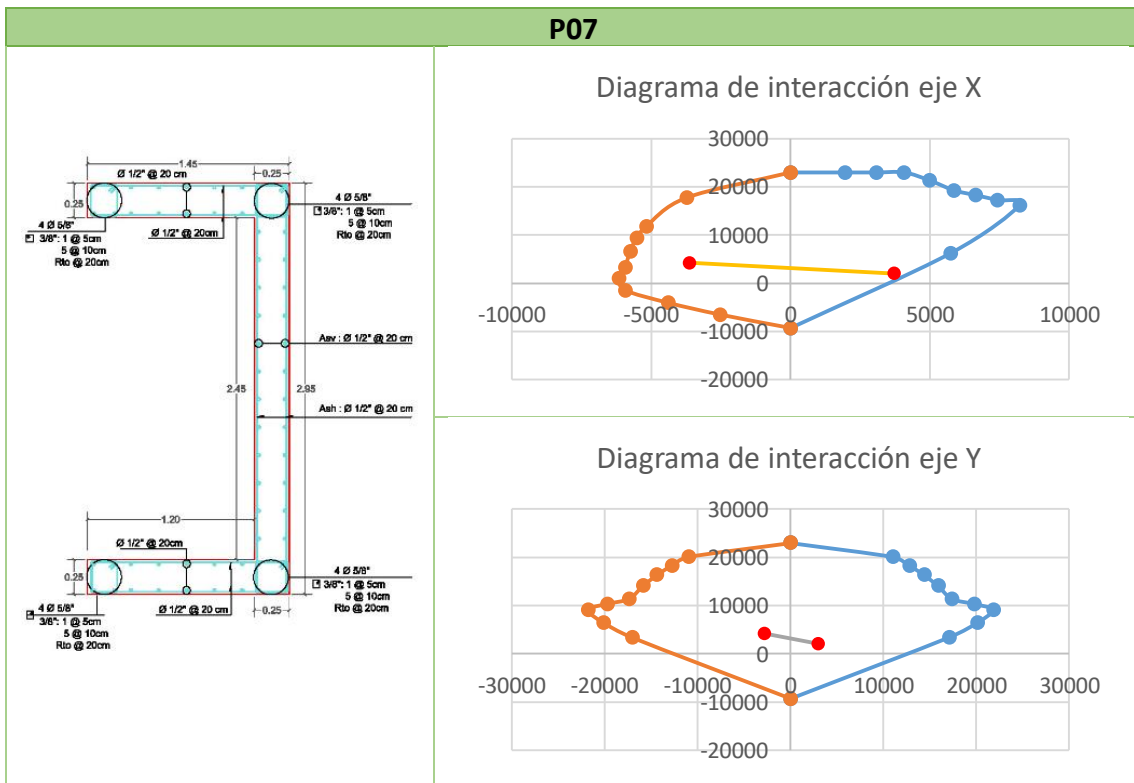 P07
1.45
Ø 1/2" @ 20 cm
0.25
0.25
4 Ø 5/8"
3/8": 1 @ 5cm
5 @ 10cm
Rto @ 20cm
Ø 1/2" @ 20cm
4 Ø 5/8"
3/8": 1 @ 5cm
5 @ 10cm
Rto @ 20cm
Asv : Ø 1/2" @ 20 cm
2.45
2.95
Ash : Ø 1/2" @ 20 cm
1.20
Ø 1/2" @ 20cm
0.25
4 Ø 5/8"
3/8": 1 @ 5cm
5 @ 10cm
Rto @ 20cm
Ø 1/2" @ 20 cm
0.25
4 Ø 5/8"
3/8": 1 @ 5cm
5 @ 10cm
Rto @ 20cm
Diagrama de interacción eje X
30000
20000
10000
0
-10000 -5000 0 5000 10000
-10000
-20000
Diagrama de interacción eje Y
30000
20000
10000
0
-30000 -20000 -10000 0 10000 20000 30000
-10000
-20000